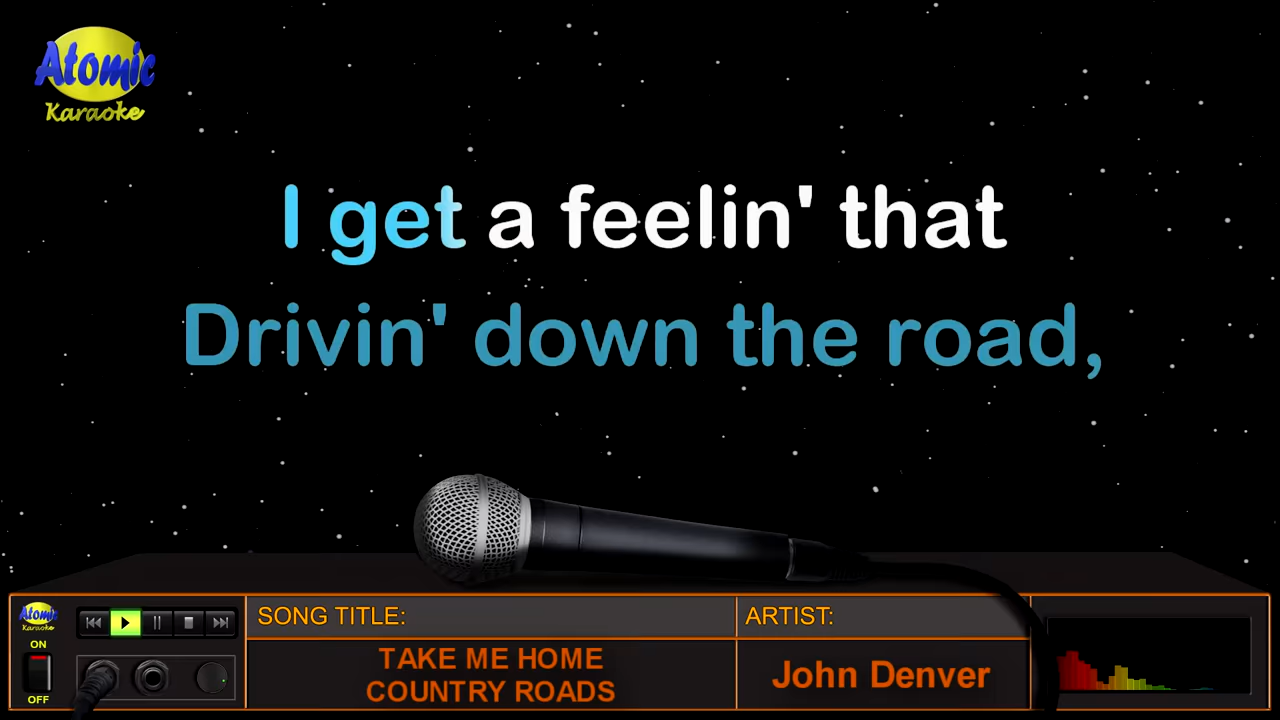 Atomic
Karaoke
I get a feelin' that
Drivin' down the road,
Atomic
Karaoke
ON
OFF
SONG TITLE:
TAKE ME HOME
COUNTRY ROADS
ARTIST:
John Denver